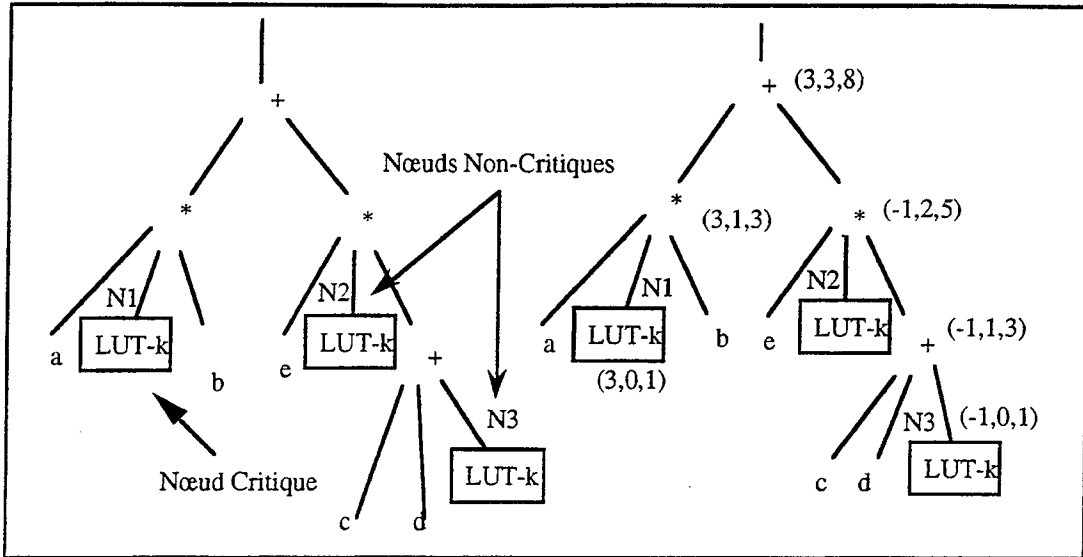 +
+ (3,3,8)
Nœuds Non-Critiques
*
*
*
(3,1,3)
*
(-1,2,5)
N1
N2
N1
N2
LUT-k
LUT-k
LUT-k
LUT-k
a
b
e
+
a
b
e
+
(-1,1,3)
(3,0,1)
N3
N3
(-1,0,1)
LUT-k
LUT-k
Nœud Critique
c
d
c
d